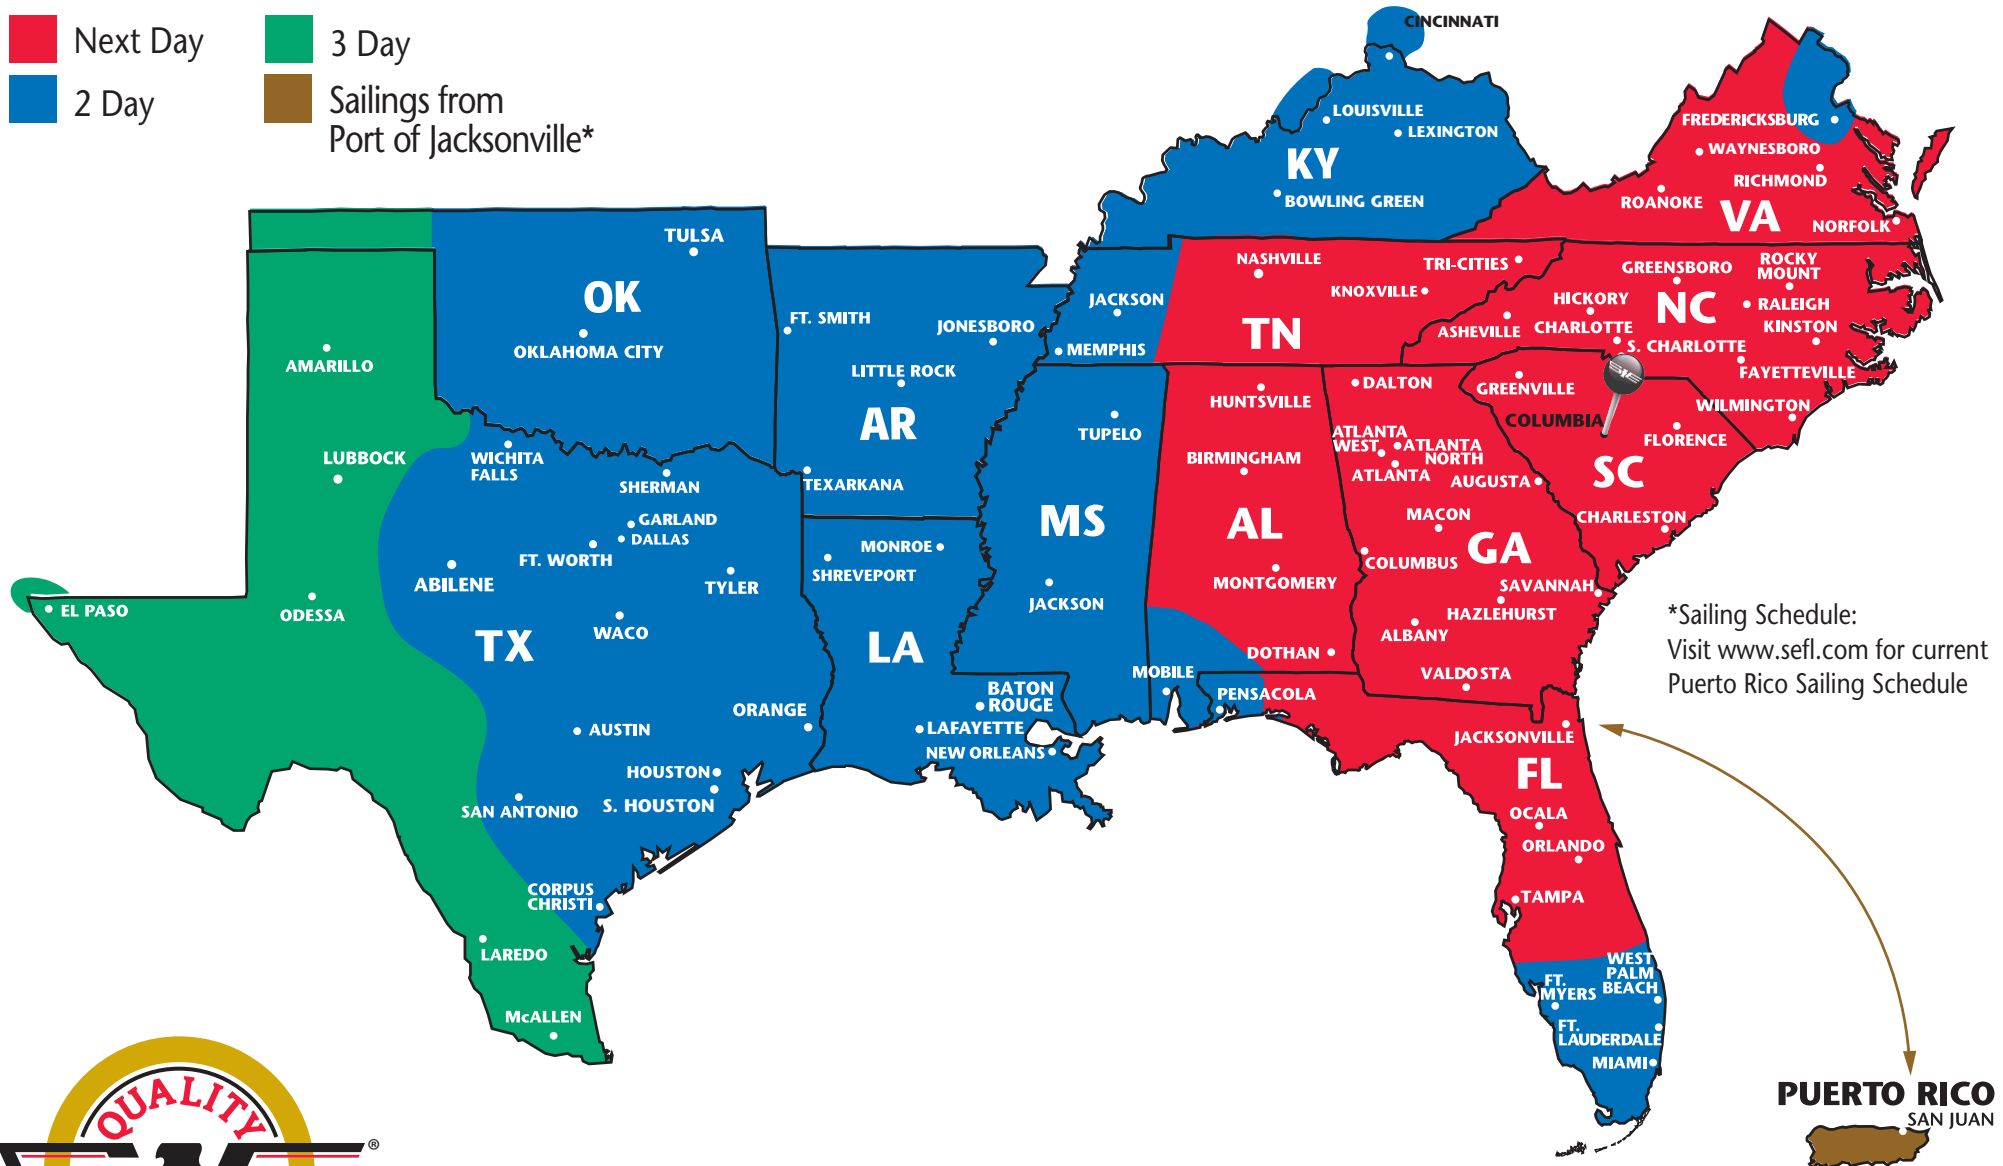 Next Day
3 Day
2 Day
Sailings from
Port of Jacksonville*
CINCINNATI
LOUISVILLE
LEXINGTON
KY
BOWLING GREEN
FREDERICKSBURG
WAYNESBORO
RICHMOND
ROANOKE
VA
NORFOLK
TULSA
OK
OKLAHOMA CITY
FT. SMITH
JONESBORO
LITTLE ROCK
AR
TEXARKANA
JACKSON
MEMPHIS
NASHVILLE
TRI-CITIES
KNOXVILLE
TN
GREENSBORO
ROCKY
MOUNT
HICKORY
NC
RALEIGH
ASHEVILLE
CHARLOTTE
KINSTON
S. CHARLOTTE
FAYETTEVILLE
WILMINGTON
GREENVILLE
COLUMBIA
FLORENCE
SC
CHARLESTON
AMARILLO
LUBBOCK
WICHITA
FALLS
SHERMAN
GARLAND
DALLAS
FT. WORTH
ABILENE
TYLER
EL PASO
ODESSA
WACO
TX
AUSTIN
ORANGE
HOUSTON
S. HOUSTON
SAN ANTONIO
CORPUS
CHRISTI
LAREDO
McALLEN
MONROE
SHREVEPORT
LA
BATON
ROUGE
LAFAYETTE
NEW ORLEANS
TUPELO
MS
JACKSON
HUNTSVILLE
BIRMINGHAM
AL
MONTGOMERY
DOTHAN
MOBILE
DALTON
ATLANTA
WEST
ATLANTA
NORTH
ATLANTA
AUGUSTA
MACON
GA
COLUMBUS
SAVANNAH
HAZLEHURST
ALBANY
VALDOSTA
PENSACOLA
JACKSONVILLE
FL
OCALA
ORLANDO
TAMPA
WEST
PALM
BEACH
FT.
MYERS
FT.
LAUDERDALE
MIAMI
*Sailing Schedule:
Visit www.sefl.com for current
Puerto Rico Sailing Schedule
PUERTO RICO
SAN JUAN
QUALITY
®